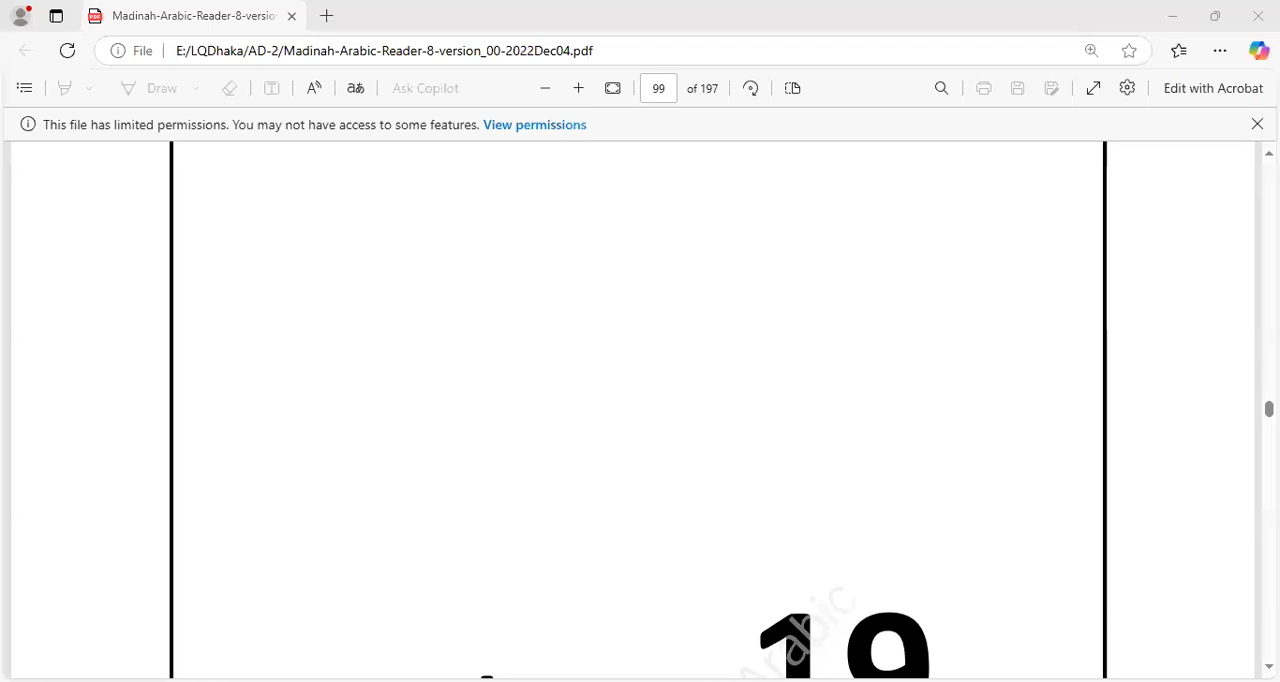 Madinah-Arabic-Reader-8-versio
File
E:/LQDhaka/AD-2/Madinah-Arabic-Reader-8-version_00-2022Dec04.pdf
Draw
Ask Copilot
99 of 197
Edit with Acrobat
This file has limited permissions. You may not have access to some features. View permissions
19
Arabic